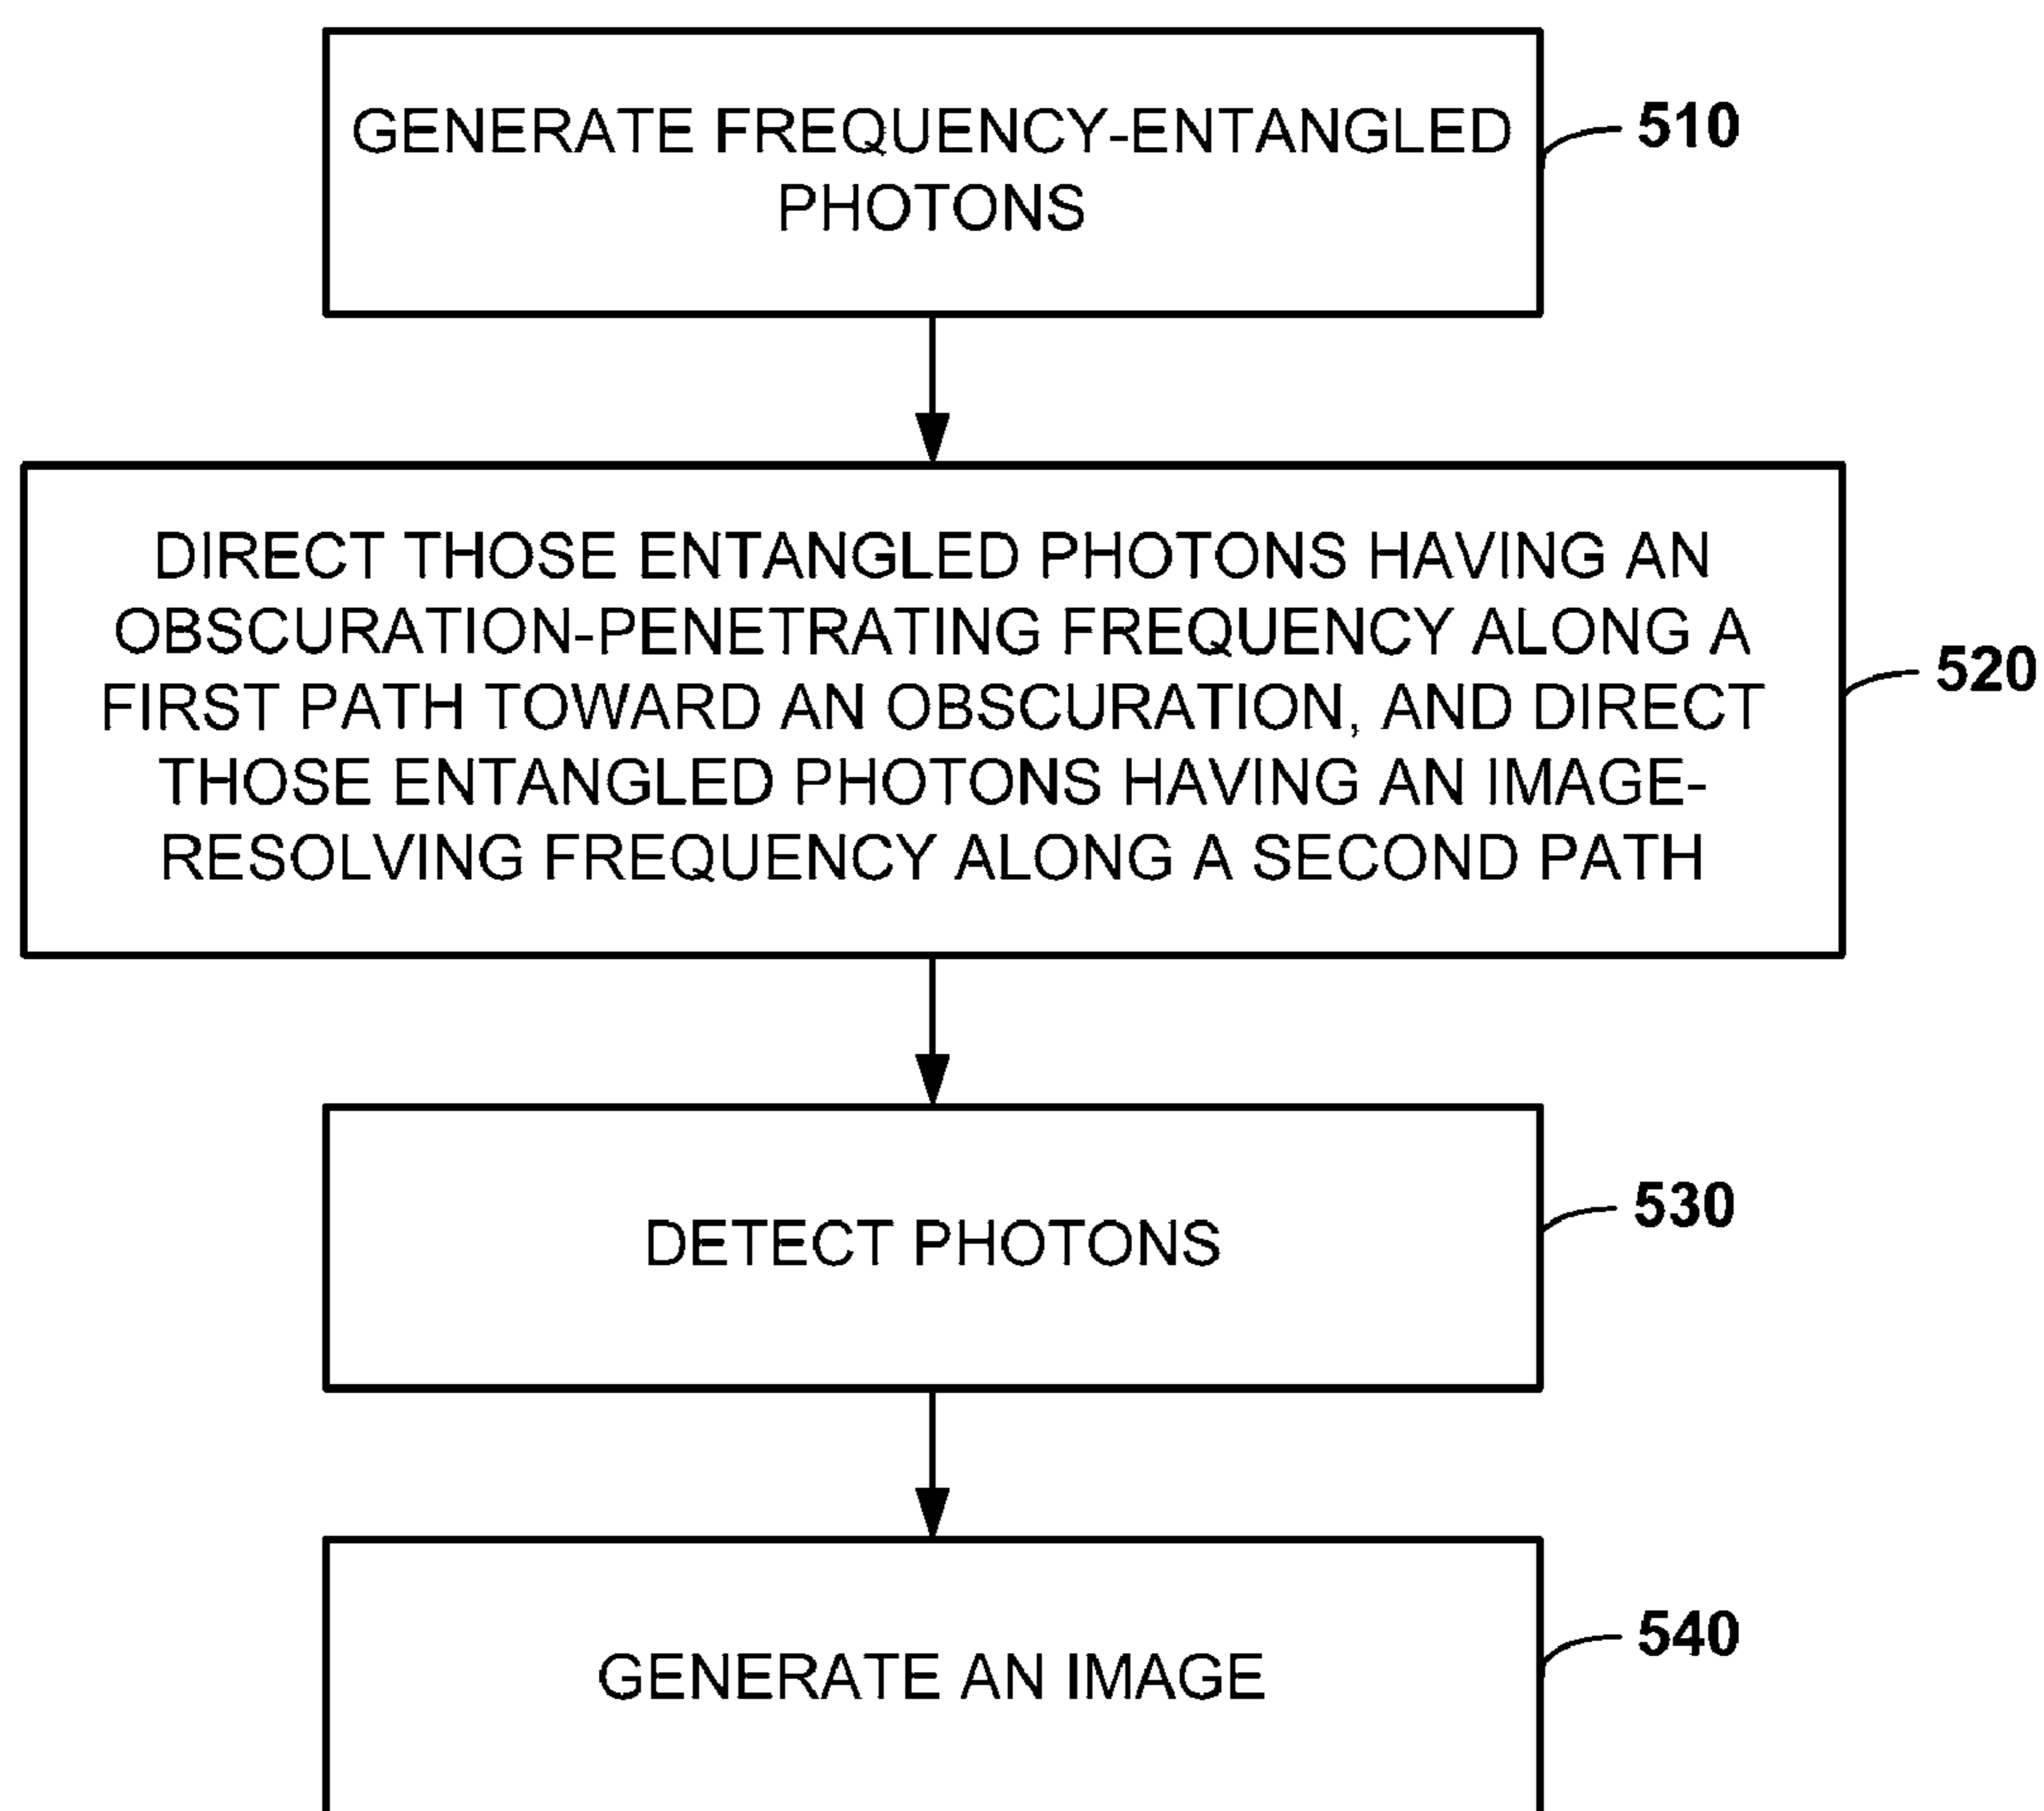 GENERATE FREQUENCY-ENTANGLED
PHOTONS
510
DIRECT THOSE ENTANGLED PHOTONS HAVING AN
OBSCURATION-PENETRATING FREQUENCY ALONG A
FIRST PATH TOWARD AN OBSCURATION, AND DIRECT
THOSE ENTANGLED PHOTONS HAVING AN IMAGE-
RESOLVING FREQUENCY ALONG A SECOND PATH
520
DETECT PHOTONS
530
GENERATE AN IMAGE
540